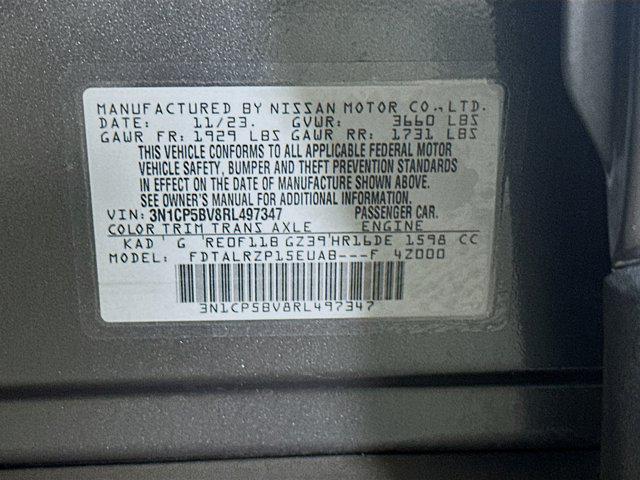 MANUFACTURED BY NISSAN MOTOR CO.,LTD.
DATE: 11/23. GVWR: 3660 LBS
GAWR FR: 1929 LBS GAWR RR: 1731 LBS
THIS VEHICLE CONFORMS TO ALL APPLICABLE FEDERAL MOTOR
VEHICLE SAFETY, BUMPER AND THEFT PREVENTION STANDARDS
IN EFFECT ON THE DATE OF MANUFACTURE SHOWN ABOVE.
SEE OWNER'S MANUAL FOR ADDITIONAL INFORMATION.
VIN: 3N1CP5BV8RL497347 PASSENGER CAR.
COLOR TRIM TRANS AXLE ENGINE
KAD G RE0F11B GZ39 HR16DE 1598 CC
MODEL: FDTALRZP15EUAB---F 4Z000
3N1CP5BV8RL497347